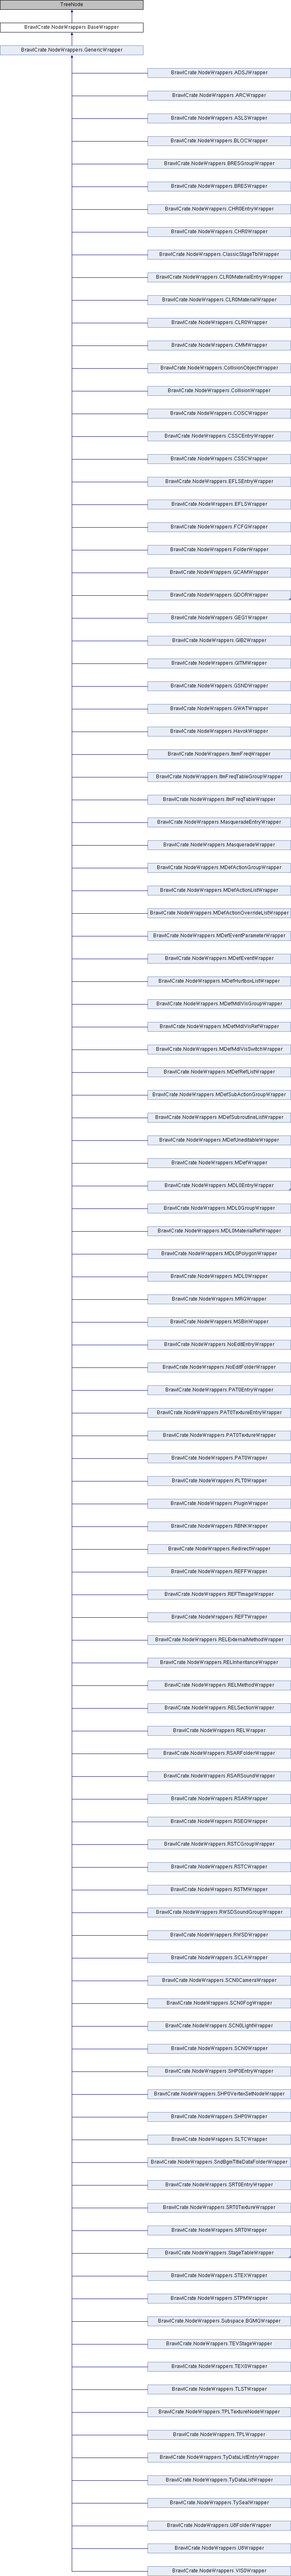 TreeNode
BrawlCrate.NodeWrappers.BaseWrapper
BrawlCrate.NodeWrappers.GenericWrapper
BrawlCrate.NodeWrappers.ADSJWrapper
BrawlCrate.NodeWrappers.ARCWrapper
BrawlCrate.NodeWrappers.ASLSWrapper
BrawlCrate.NodeWrappers.BLOCWrapper
BrawlCrate.NodeWrappers.BRESGroupWrapper
BrawlCrate.NodeWrappers.BRESWrapper
BrawlCrate.NodeWrappers.CHR0EntryWrapper
BrawlCrate.NodeWrappers.CHR0Wrapper
BrawlCrate.NodeWrappers.ClassicStageTblWrapper
BrawlCrate.NodeWrappers.CLR0MaterialEntryWrapper
BrawlCrate.NodeWrappers.CLR0MaterialWrapper
BrawlCrate.NodeWrappers.CLR0Wrapper
BrawlCrate.NodeWrappers.CMMWrapper
BrawlCrate.NodeWrappers.CollisionObjectWrapper
BrawlCrate.NodeWrappers.CollisionWrapper
BrawlCrate.NodeWrappers.COSCWrapper
BrawlCrate.NodeWrappers.CSSCEntryWrapper
BrawlCrate.NodeWrappers.CSSCWrapper
BrawlCrate.NodeWrappers.EFLSEntryWrapper
BrawlCrate.NodeWrappers.EFLSWrapper
BrawlCrate.NodeWrappers.FCFGWrapper
BrawlCrate.NodeWrappers.FolderWrapper
BrawlCrate.NodeWrappers.GCAMWrapper
BrawlCrate.NodeWrappers.GDORWrapper
BrawlCrate.NodeWrappers.GEG1Wrapper
BrawlCrate.NodeWrappers.GIB2Wrapper
BrawlCrate.NodeWrappers.GITMWrapper
BrawlCrate.NodeWrappers.GSNDWrapper
BrawlCrate.NodeWrappers.GWATWrapper
BrawlCrate.NodeWrappers.HavokWrapper
BrawlCrate.NodeWrappers.ItemFreqWrapper
BrawlCrate.NodeWrappers.ItmFreqTableGroupWrapper
BrawlCrate.NodeWrappers.ItmFreqTableWrapper
BrawlCrate.NodeWrappers.MasqueradeEntryWrapper
BrawlCrate.NodeWrappers.MasqueradeWrapper
BrawlCrate.NodeWrappers.MDefActionGroupWrapper
BrawlCrate.NodeWrappers.MDefActionListWrapper
BrawlCrate.NodeWrappers.MDefActionOverrideListWrapper
BrawlCrate.NodeWrappers.MDefEventParameterWrapper
BrawlCrate.NodeWrappers.MDefEventWrapper
BrawlCrate.NodeWrappers.MDefHurtboxListWrapper
BrawlCrate.NodeWrappers.MDefMdlVisGroupWrapper
BrawlCrate.NodeWrappers.MDefMdlVisRefWrapper
BrawlCrate.NodeWrappers.MDefMdlVisSwitchWrapper
BrawlCrate.NodeWrappers.MDefRefListWrapper
BrawlCrate.NodeWrappers.MDefSubActionGroupWrapper
BrawlCrate.NodeWrappers.MDefSubroutineListWrapper
BrawlCrate.NodeWrappers.MDefUneditableWrapper
BrawlCrate.NodeWrappers.MDefWrapper
BrawlCrate.NodeWrappers.MDL0EntryWrapper
BrawlCrate.NodeWrappers.MDL0GroupWrapper
BrawlCrate.NodeWrappers.MDL0MaterialRefWrapper
BrawlCrate.NodeWrappers.MDL0PolygonWrapper
BrawlCrate.NodeWrappers.MDL0Wrapper
BrawlCrate.NodeWrappers.MRGWrapper
BrawlCrate.NodeWrappers.MSBinWrapper
BrawlCrate.NodeWrappers.NoEditEntryWrapper
BrawlCrate.NodeWrappers.NoEditFolderWrapper
BrawlCrate.NodeWrappers.PAT0EntryWrapper
BrawlCrate.NodeWrappers.PAT0TextureEntryWrapper
BrawlCrate.NodeWrappers.PAT0TextureWrapper
BrawlCrate.NodeWrappers.PAT0Wrapper
BrawlCrate.NodeWrappers.PLT0Wrapper
BrawlCrate.NodeWrappers.PluginWrapper
BrawlCrate.NodeWrappers.RBNKWrapper
BrawlCrate.NodeWrappers.RedirectWrapper
BrawlCrate.NodeWrappers.REFFWrapper
BrawlCrate.NodeWrappers.REFTImageWrapper
BrawlCrate.NodeWrappers.REFTWrapper
BrawlCrate.NodeWrappers.RELExternalMethodWrapper
BrawlCrate.NodeWrappers.RELInheritanceWrapper
BrawlCrate.NodeWrappers.RELMethodWrapper
BrawlCrate.NodeWrappers.RELSectionWrapper
BrawlCrate.NodeWrappers.RELWrapper
BrawlCrate.NodeWrappers.RSARFolderWrapper
BrawlCrate.NodeWrappers.RSARSoundWrapper
BrawlCrate.NodeWrappers.RSARWrapper
BrawlCrate.NodeWrappers.RSEQWrapper
BrawlCrate.NodeWrappers.RSTCGroupWrapper
BrawlCrate.NodeWrappers.RSTCWrapper
BrawlCrate.NodeWrappers.RSTMWrapper
BrawlCrate.NodeWrappers.RWSDSoundGroupWrapper
BrawlCrate.NodeWrappers.RWSDWrapper
BrawlCrate.NodeWrappers.SCLAWrapper
BrawlCrate.NodeWrappers.SCN0CameraWrapper
BrawlCrate.NodeWrappers.SCN0FogWrapper
BrawlCrate.NodeWrappers.SCN0LightWrapper
BrawlCrate.NodeWrappers.SCN0Wrapper
BrawlCrate.NodeWrappers.SHP0EntryWrapper
BrawlCrate.NodeWrappers.SHP0VertexSetNodeWrapper
BrawlCrate.NodeWrappers.SHP0Wrapper
BrawlCrate.NodeWrappers.SLTCWrapper
BrawlCrate.NodeWrappers.SndBgmTitleDataFolderWrapper
BrawlCrate.NodeWrappers.SRT0EntryWrapper
BrawlCrate.NodeWrappers.SRT0TextureWrapper
BrawlCrate.NodeWrappers.SRT0Wrapper
BrawlCrate.NodeWrappers.StageTableWrapper
BrawlCrate.NodeWrappers.STEXWrapper
BrawlCrate.NodeWrappers.STPMWrapper
BrawlCrate.NodeWrappers.Subspace.BGMGWrapper
BrawlCrate.NodeWrappers.TEVStageWrapper
BrawlCrate.NodeWrappers.TEX0Wrapper
BrawlCrate.NodeWrappers.TLSTWrapper
BrawlCrate.NodeWrappers.TPLTextureNodeWrapper
BrawlCrate.NodeWrappers.TPLWrapper
BrawlCrate.NodeWrappers.TyDataListEntryWrapper
BrawlCrate.NodeWrappers.TyDataListWrapper
BrawlCrate.NodeWrappers.TySealWrapper
BrawlCrate.NodeWrappers.U8FolderWrapper
BrawlCrate.NodeWrappers.U8Wrapper
BrawlCrate.NodeWrappers.VIS0Wrapper